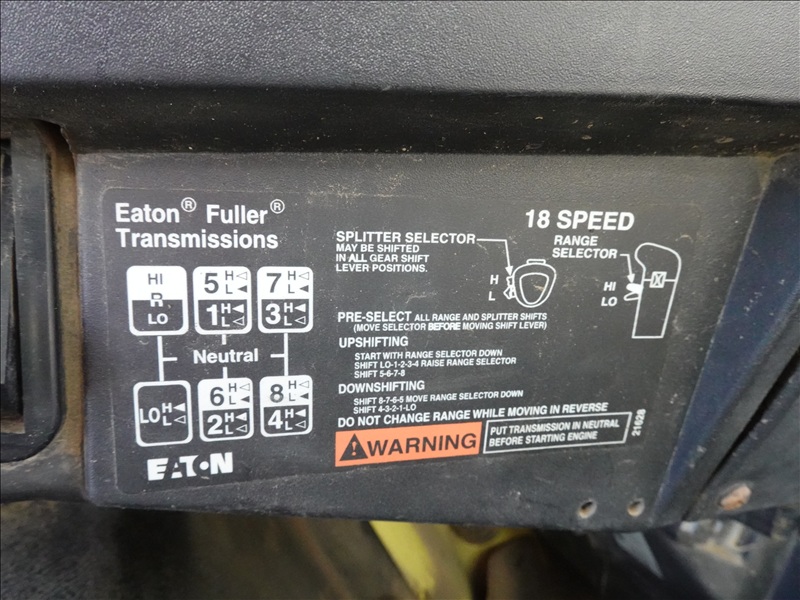 Eaton® Fuller®
Transmissions
HI
R
LO
5 H L
1 H L
7 H L
3 H L
Neutral
LO H L
6 H L
2 H L
8 H L
4 H L
EATON
18 SPEED
SPLITTER SELECTOR
MAY BE SHIFTED
IN ALL GEAR SHIFT
LEVER POSITIONS.
H
L
RANGE
SELECTOR
HI
LO
PRE-SELECT ALL RANGE AND SPLITTER SHIFTS
(MOVE SELECTOR BEFORE MOVING SHIFT LEVER)
UPSHIFTING
START WITH RANGE SELECTOR DOWN
SHIFT LO-1-2-3-4 RAISE RANGE SELECTOR
SHIFT 5-6-7-8
DOWNSHIFTING
SHIFT 8-7-6-5 MOVE RANGE SELECTOR DOWN
SHIFT 4-3-2-1-LO
DO NOT CHANGE RANGE WHILE MOVING IN REVERSE
WARNING
PUT TRANSMISSION IN NEUTRAL
BEFORE STARTING ENGINE
21628